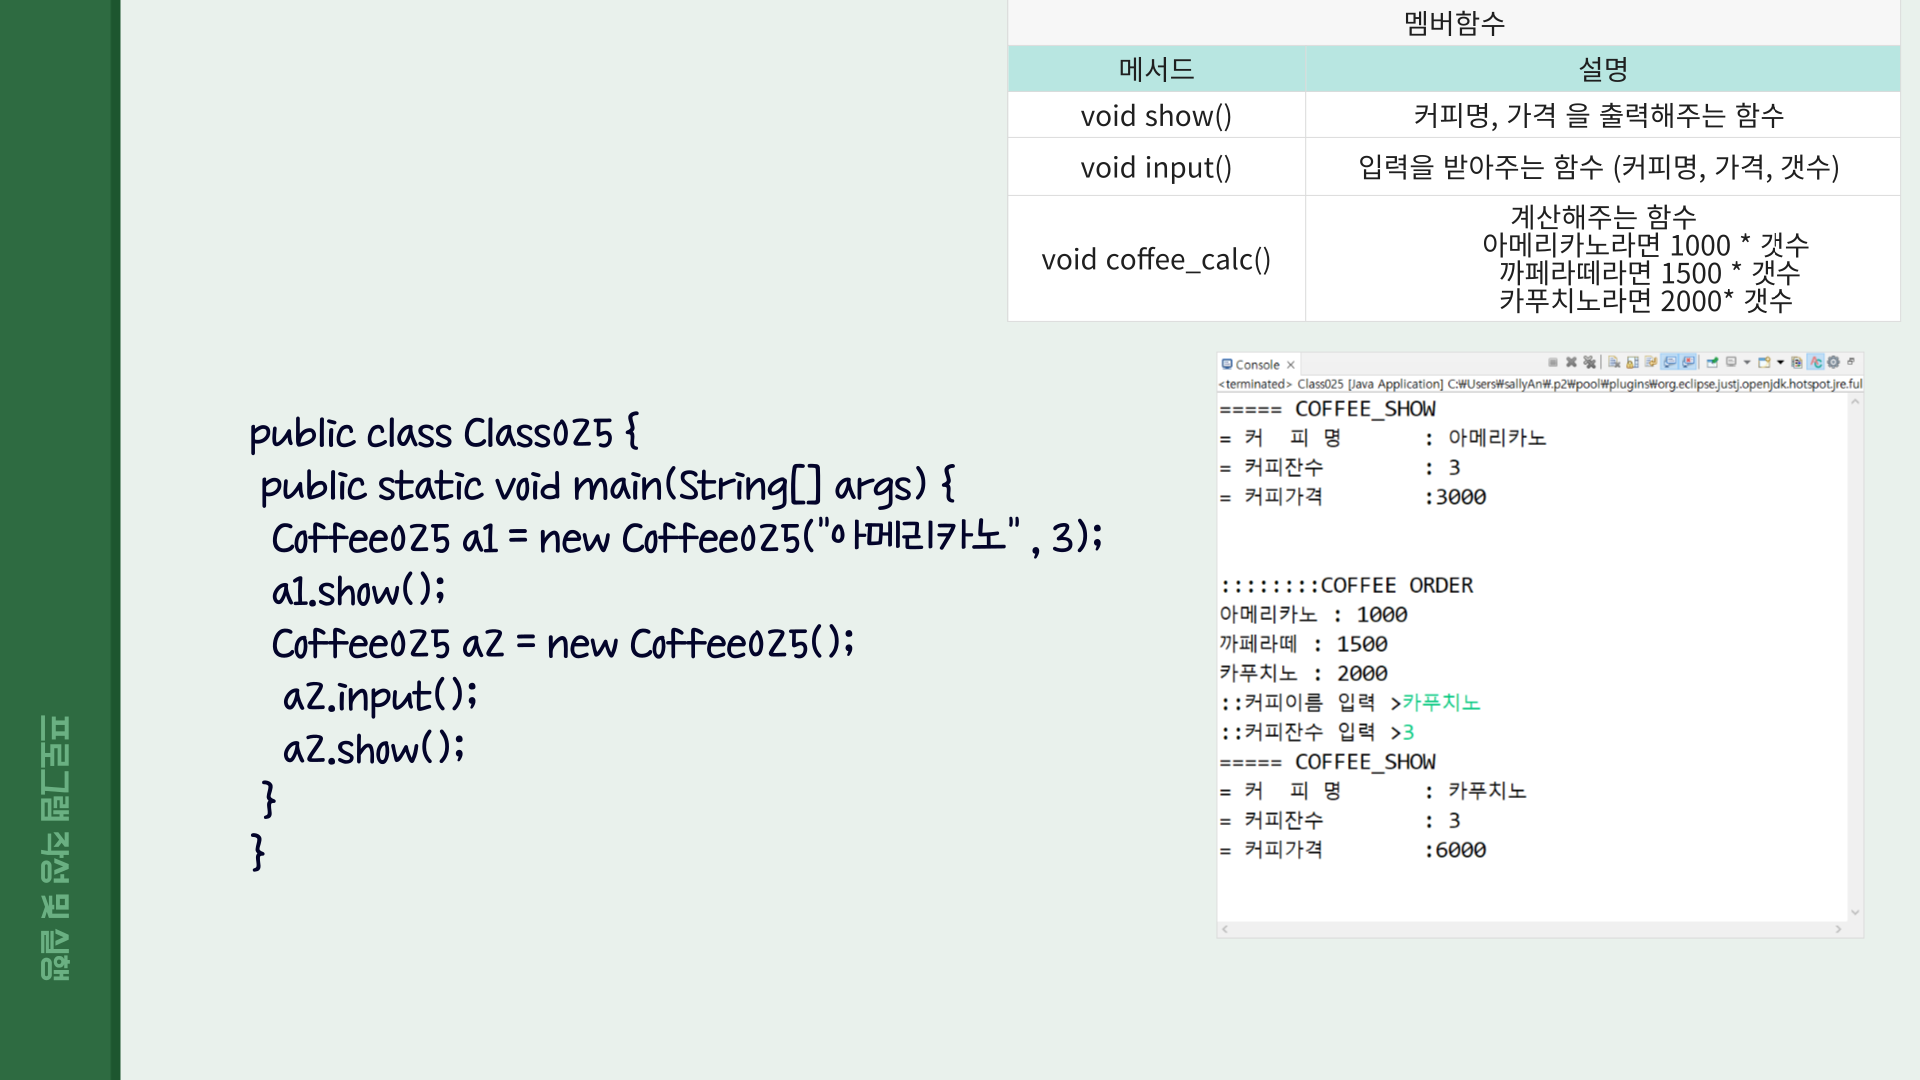 멤버함수
메서드 설명
void show() 커피명, 가격 을 출력해주는 함수
void input() 입력을 받아주는 함수 (커피명, 가격, 갯수)
void coffee_calc() 계산해주는 함수
아메리카노라면 1000 * 갯수
까페라떼라면 1500 * 갯수
카푸치노라면 2000* 갯수
public class Class025 {
public static void main(String[] args) {
Coffee025 a1 = new Coffee025("아메리카노" , 3);
a1.show();
Coffee025 a2 = new Coffee025();
a2.input();
a2.show();
}
}
Console
<terminated> Class025 [Java Application] C:₩Users₩sallyAn₩.p2₩pool₩plugins₩org.eclipse.justj.openjdk.hotspot.jre.ful
===== COFFEE_SHOW
= 커 피 명 : 아메리카노
= 커피잔수 : 3
= 커피가격 :3000
::::::::COFFEE ORDER
아메리카노 : 1000
까페라떼 : 1500
카푸치노 : 2000
::커피이름 입력 >카푸치노
::커피잔수 입력 >3
===== COFFEE_SHOW
= 커 피 명 : 카푸치노
= 커피잔수 : 3
= 커피가격 :6000
프로그램 작성 및 실행